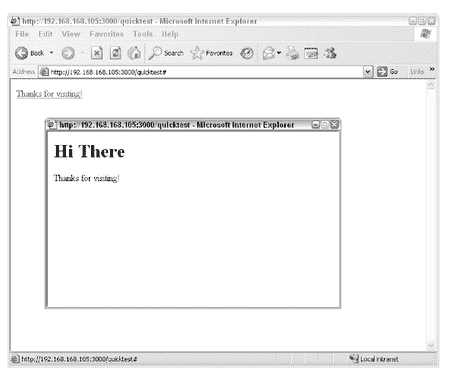 http://192.168.168.105:3000/quicktest - Microsoft Internet Explorer
File Edit View Favorites Tools Help
Back Search Favorites
Address http://192.168.168.105:3000/quicktest# Go Links »
Thanks for visiting!
http://192.168.168.105:3000/quicktest - Microsoft Internet Explorer
Hi There
Thanks for visiting!
http://192.168.168.105:3000/quicktest# Local intranet